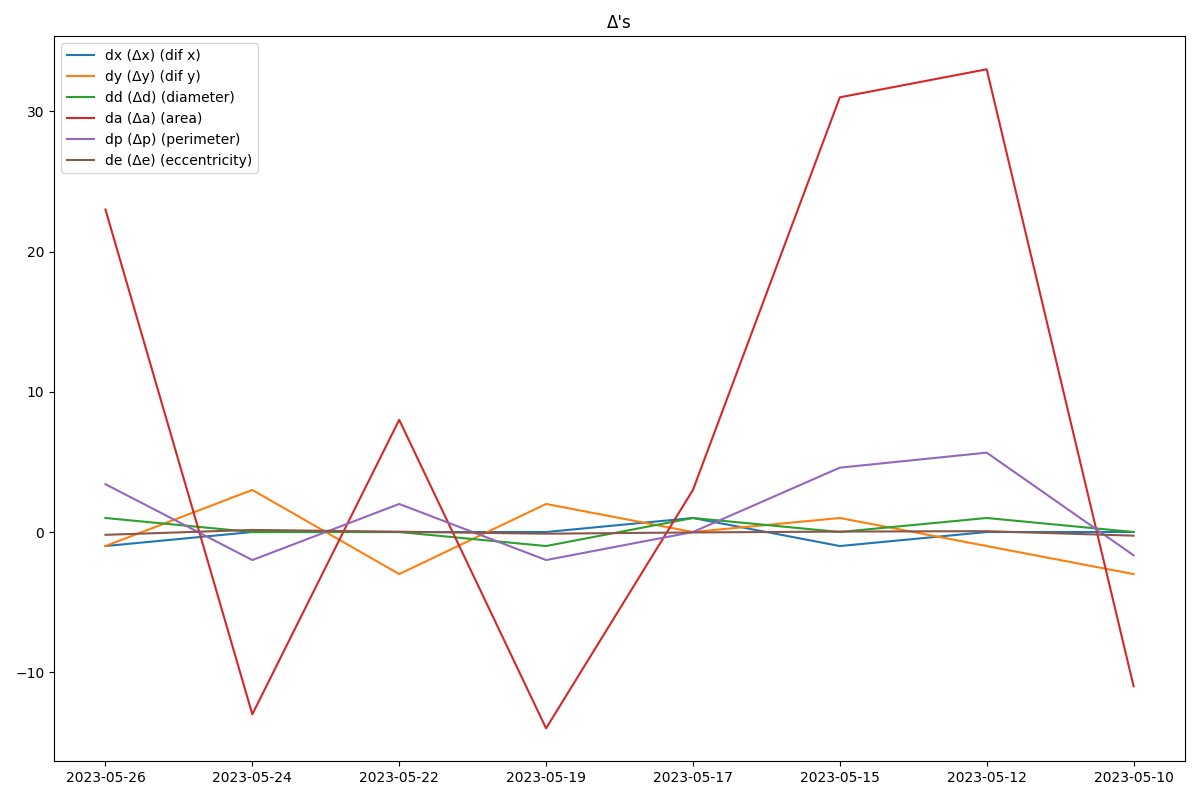 Δ's
dx (Δx) (dif x)
dy (Δy) (dif y)
dd (Δd) (diameter)
da (Δa) (area)
dp (Δp) (perimeter)
de (Δe) (eccentricity)
30
20
10
0
−10
2023-05-26 2023-05-24 2023-05-22 2023-05-19 2023-05-17 2023-05-15 2023-05-12 2023-05-10